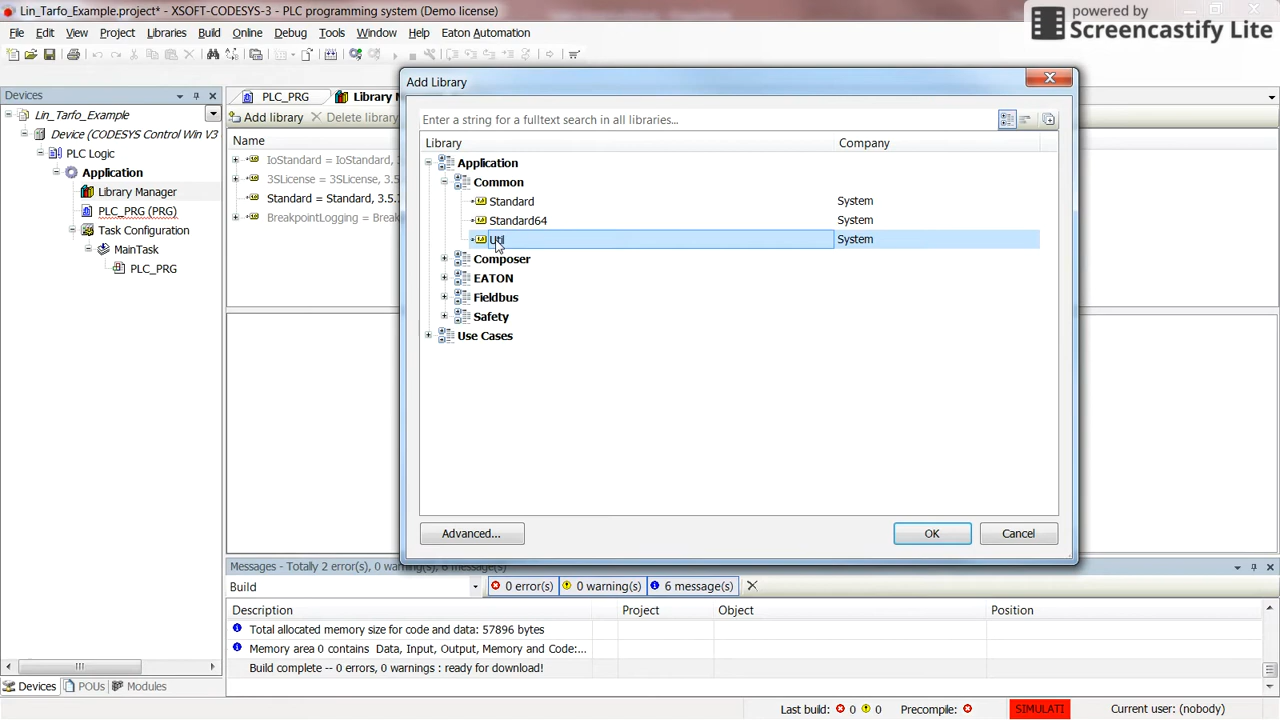 Lin_Tarfo_Example.project* - XSOFT-CODESYS-3 - PLC programming system (Demo license)
powered by
Screencastify Lite
File Edit View Project Libraries Build Online Debug Tools Window Help Eaton Automation
Devices
Lin_Tarfo_Example
Device (CODESYS Control Win V3
PLC Logic
Application
Library Manager
PLC_PRG (PRG)
Task Configuration
MainTask
PLC_PRG
PLC_PRG Library M
Add library Delete library
Name
IoStandard = IoStandard, 3.5.
3SLicense = 3SLicense, 3.5.
Standard = Standard, 3.5.7
BreakpointLogging = Breakp
Add Library
Enter a string for a fulltext search in all libraries...
Library Company
Application
Common
Standard System
Standard64 System
Util System
Composer
EATON
Fieldbus
Safety
Use Cases
Advanced... OK Cancel
Messages - Totally 2 error(s), 0 warning(s), 6 message(s)
Build 0 error(s) 0 warning(s) 6 message(s)
Description Project Object Position
Total allocated memory size for code and data: 57896 bytes
Memory area 0 contains Data, Input, Output, Memory and Code:...
Build complete -- 0 errors, 0 warnings : ready for download!
Devices POUs Modules
Last build: 0 0 Precompile: SIMULATI Current user: (nobody)